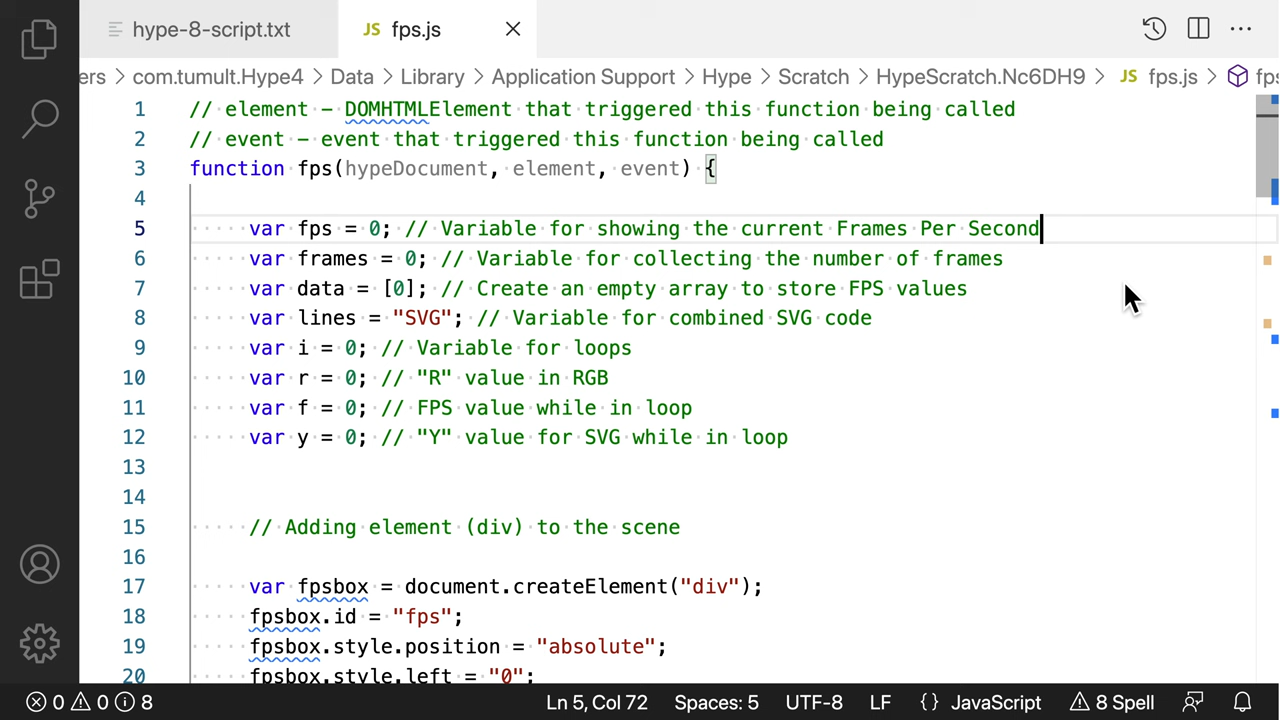 hype-8-script.txt
JS fps.js
ers > com.tumult.Hype4 > Data > Library > Application Support > Hype > Scratch > HypeScratch.Nc6DH9 > JS fps.js > fps
1 // element – DOMHTMLElement that triggered this function being called
2 // event – event that triggered this function being called
3 function fps(hypeDocument, element, event) {
4
5 var fps = 0; // Variable for showing the current Frames Per Second
6 var frames = 0; // Variable for collecting the number of frames
7 var data = [0]; // Create an empty array to store FPS values
8 var lines = "SVG"; // Variable for combined SVG code
9 var i = 0; // Variable for loops
10 var r = 0; // "R" value in RGB
11 var f = 0; // FPS value while in loop
12 var y = 0; // "Y" value for SVG while in loop
13
14
15 // Adding element (div) to the scene
16
17 var fpsbox = document.createElement("div");
18 fpsbox.id = "fps";
19 fpsbox.style.position = "absolute";
20 fpsbox.style.left = "0";
0 0 8 Ln 5, Col 72 Spaces: 5 UTF-8 LF {} JavaScript 8 Spell